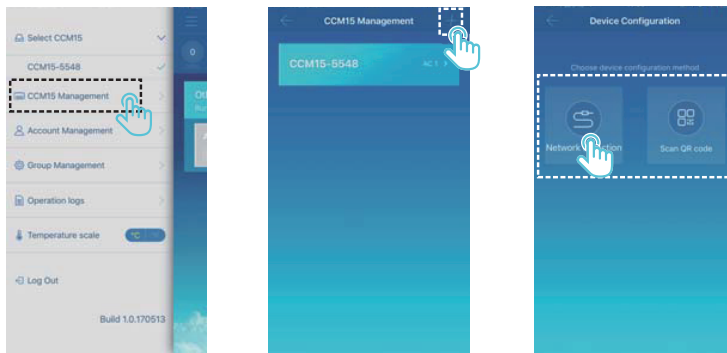 Select CCM15
CCM15-5548
CCM15 Management
Account Management
Group Management
Operation logs
Temperature scale
°C
Log Out
Build 1.0.170513
0
CCM15 Management
CCM15-5548
AC 1
Device Configuration
Choose device configuration method
Scan QR code